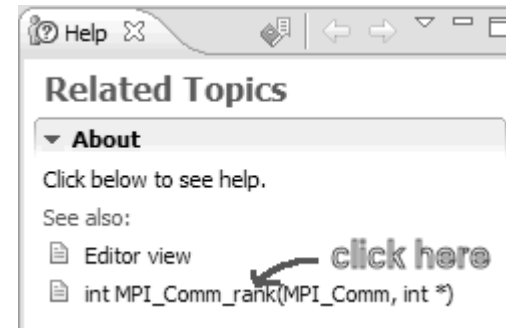 Help
Related Topics
About
Click below to see help.
See also:
Editor view
click here
int MPI_Comm_rank(MPI_Comm, int *)